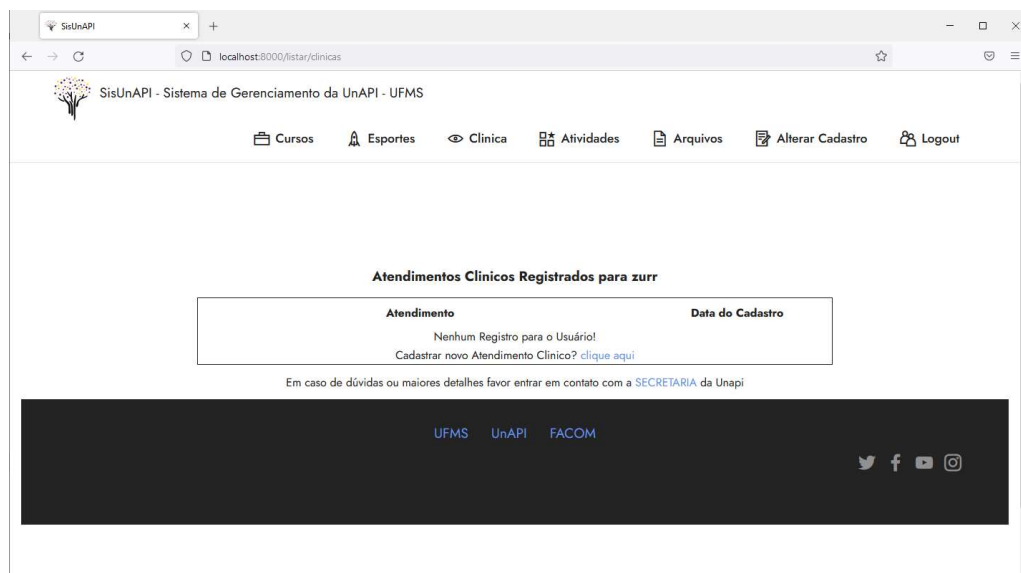 SisUnAPI
localhost:8000/listar/clinicas
SisUnAPI - Sistema de Gerenciamento da UnAPI - UFMS
Cursos Esportes Clinica Atividades Arquivos Alterar Cadastro Logout
Atendimentos Clinicos Registrados para zurr
Atendimento Data do Cadastro
Nenhum Registro para o Usuário!
Cadastrar novo Atendimento Clinico? clique aqui
Em caso de dúvidas ou maiores detalhes favor entrar em contato com a SECRETARIA da Unapi
UFMS UnAPI FACOM